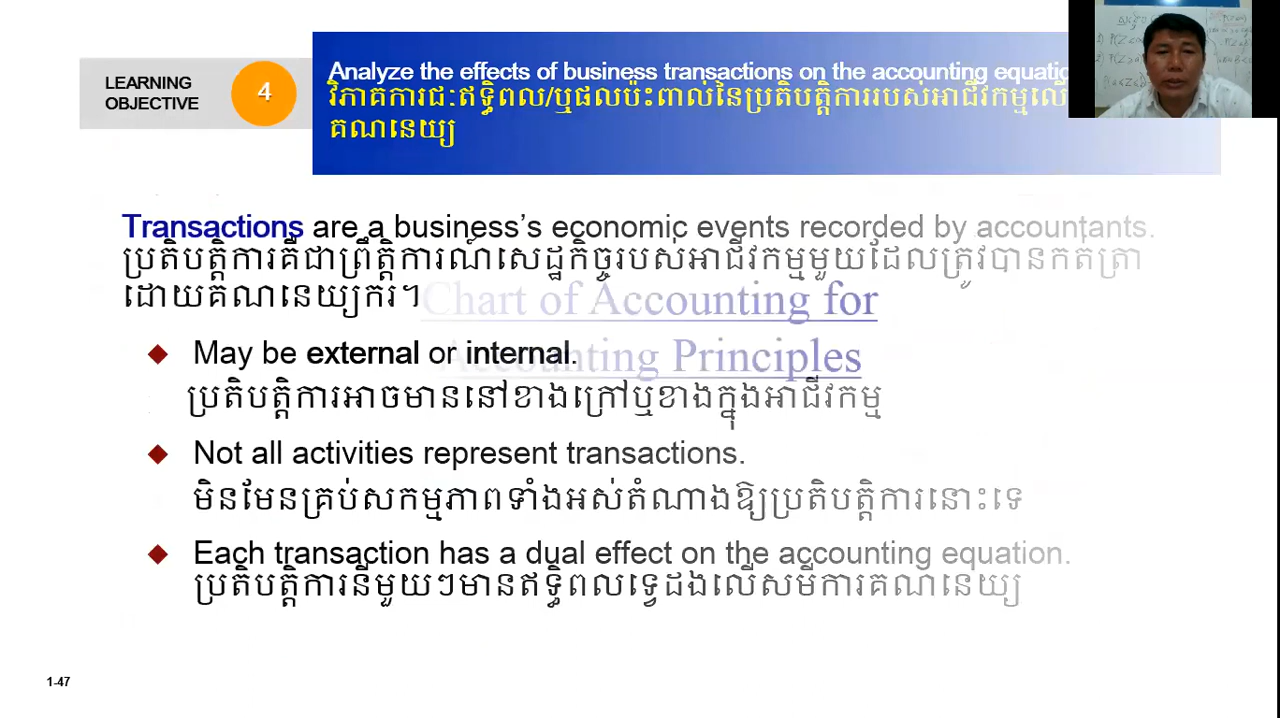 LEARNING
OBJECTIVE
4
Analyze the effects of business transactions on the accounting
វិភាគការជៈឥទ្ធិពល/ឬផលប៉ះពាល់នៃប្រតិបត្តិការរបស់អាជីវកម្ម
គណនេយ្យ
Transactions are a business's economic events recorded by accountants.
ប្រតិបត្តិការគឺជាព្រឹត្តិការណ៍សេដ្ឋកិច្ចរបស់អាជីវកម្មមួយដែលត្រូវបានកត់ត្រា
ដោយគណនេយ្យករ។
Chart of Accounting for
Accounting Principles
May be external or internal.
ប្រតិបត្តិការអាចមាននៅខាងក្រៅឬខាងក្នុងអាជីវកម្ម
Not all activities represent transactions.
មិនមែនគ្រប់សកម្មភាពទាំងអស់តំណាងឱ្យប្រតិបត្តិការនោះទេ
Each transaction has a dual effect on the accounting equation.
ប្រតិបត្តិការនីមួយៗមានឥទ្ធិពលទ្វេដងលើសមីការគណនេយ្យ
1-47